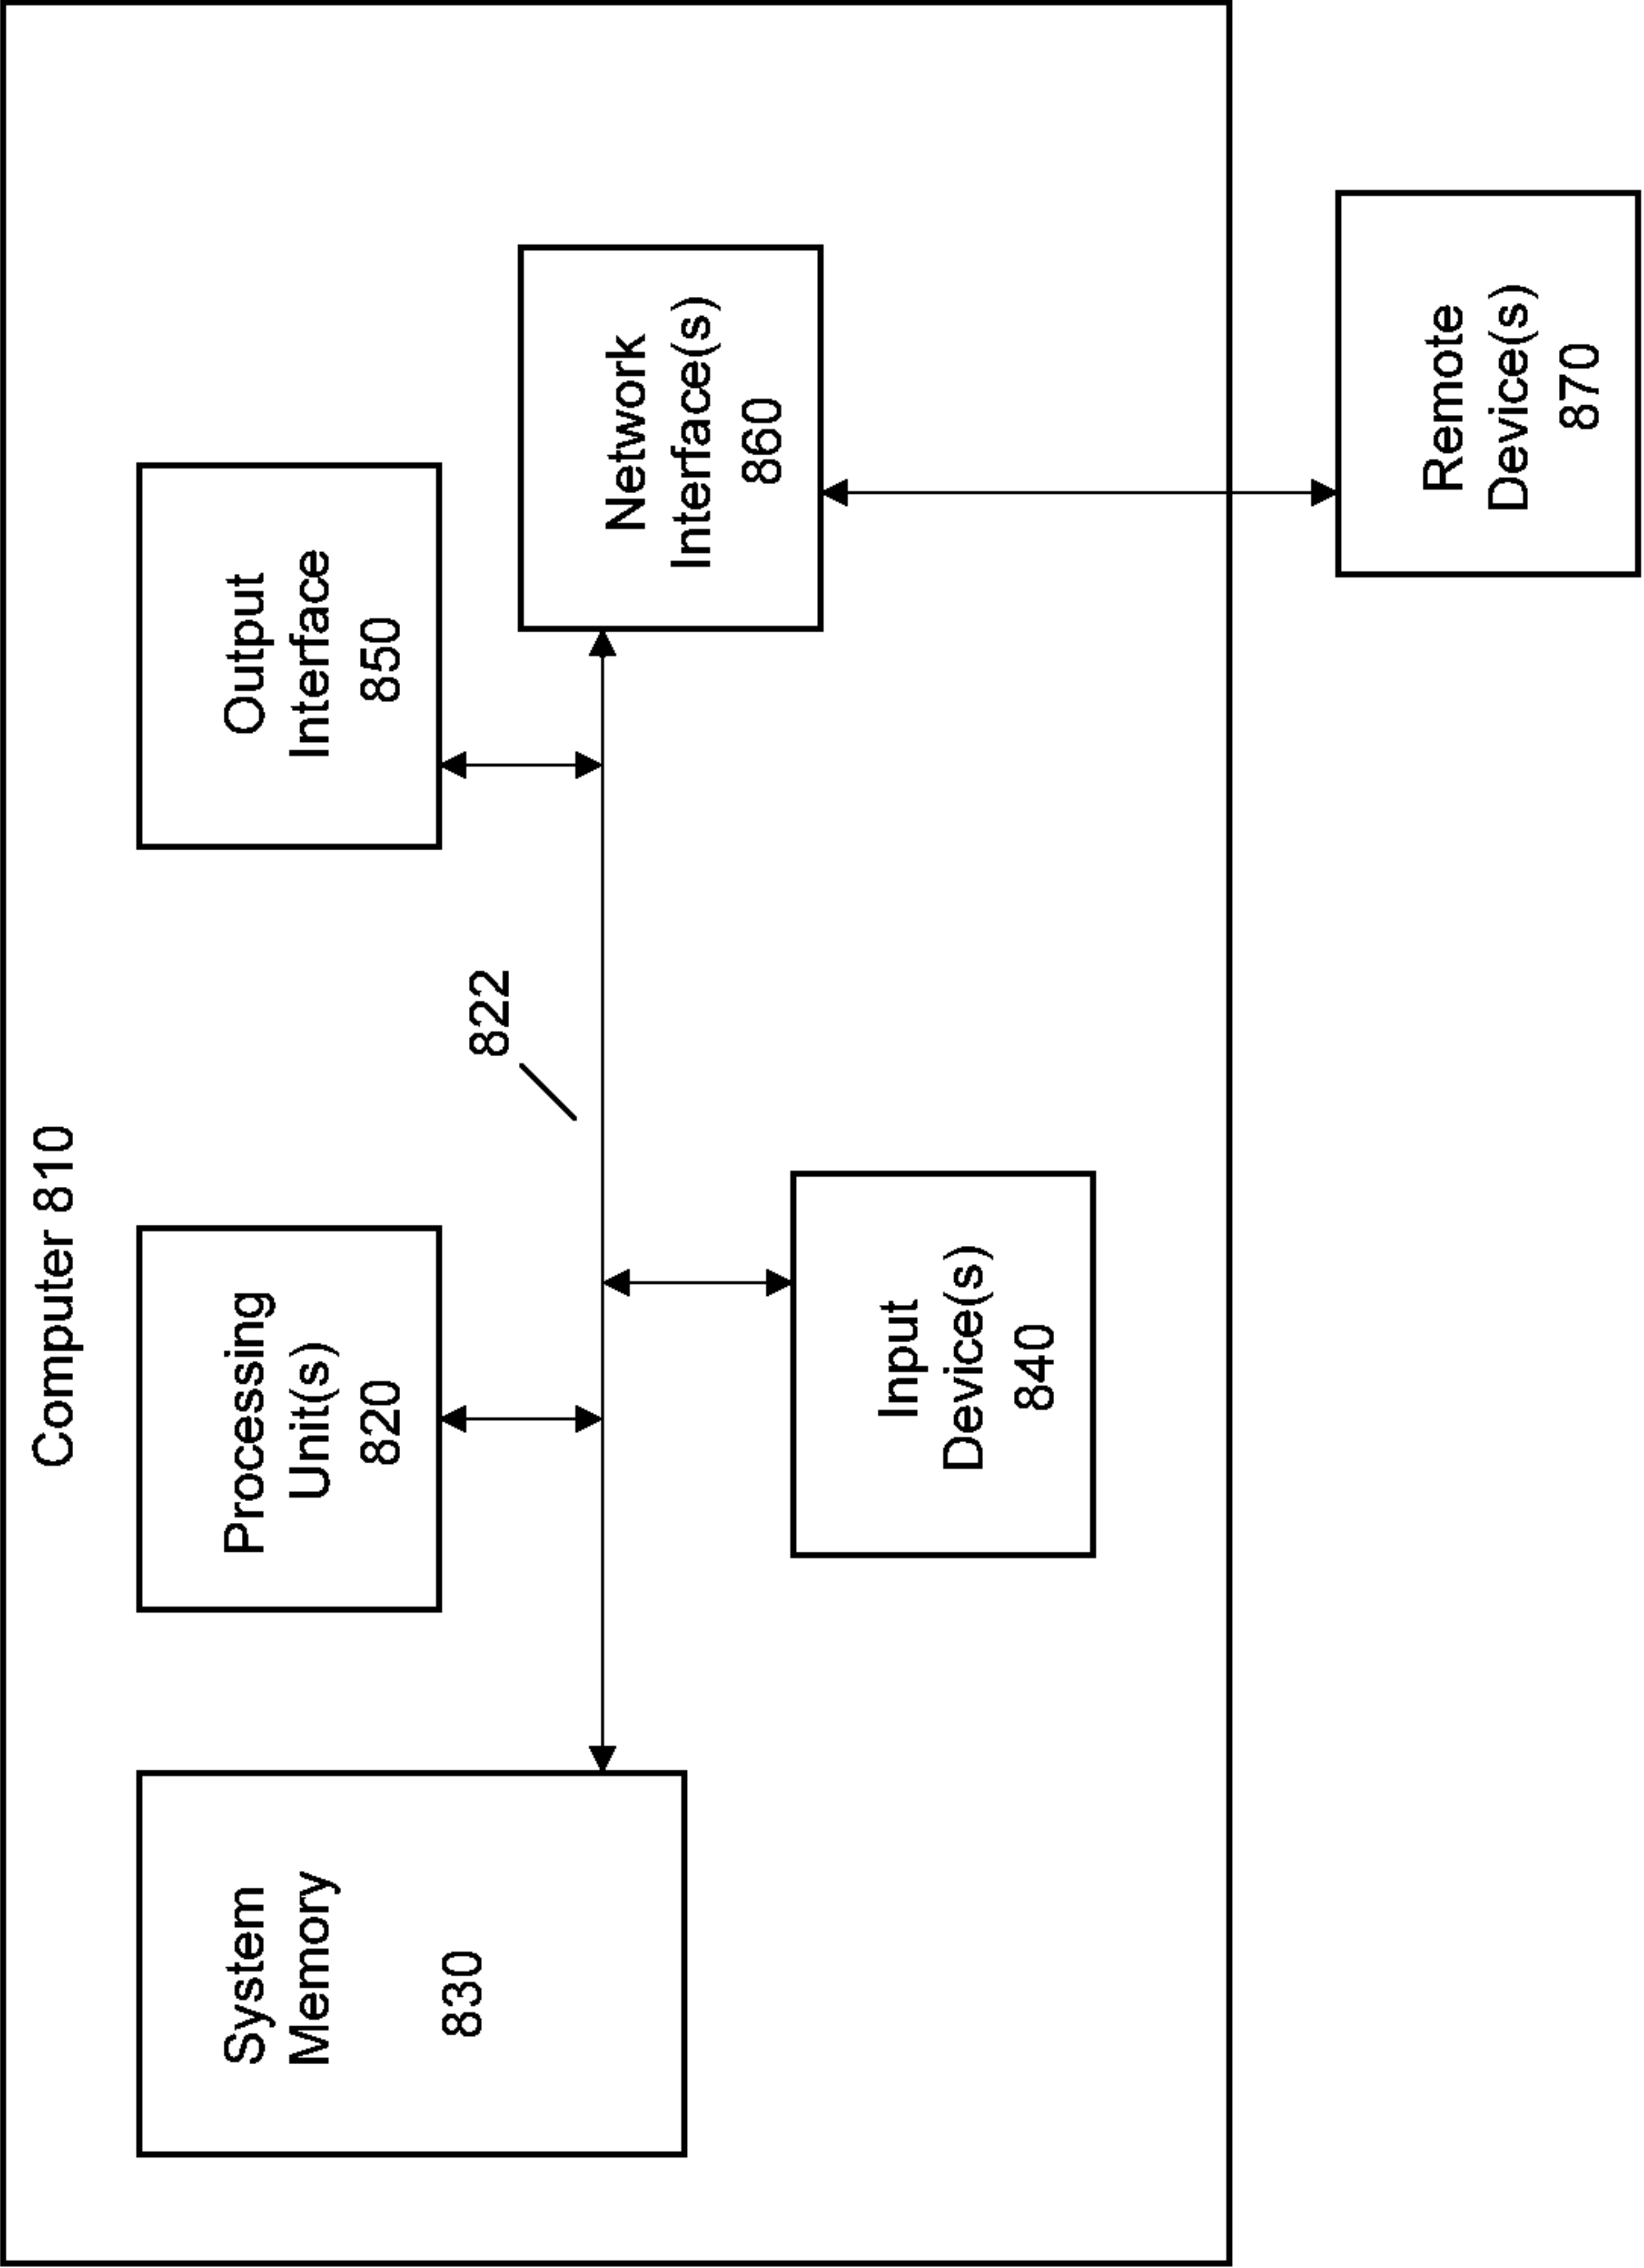 Computer 810
System
Memory
830
Processing
Unit(s)
820
Output
Interface
850
822
Network
Interface(s)
860
Input
Device(s)
840
Remote
Device(s)
870